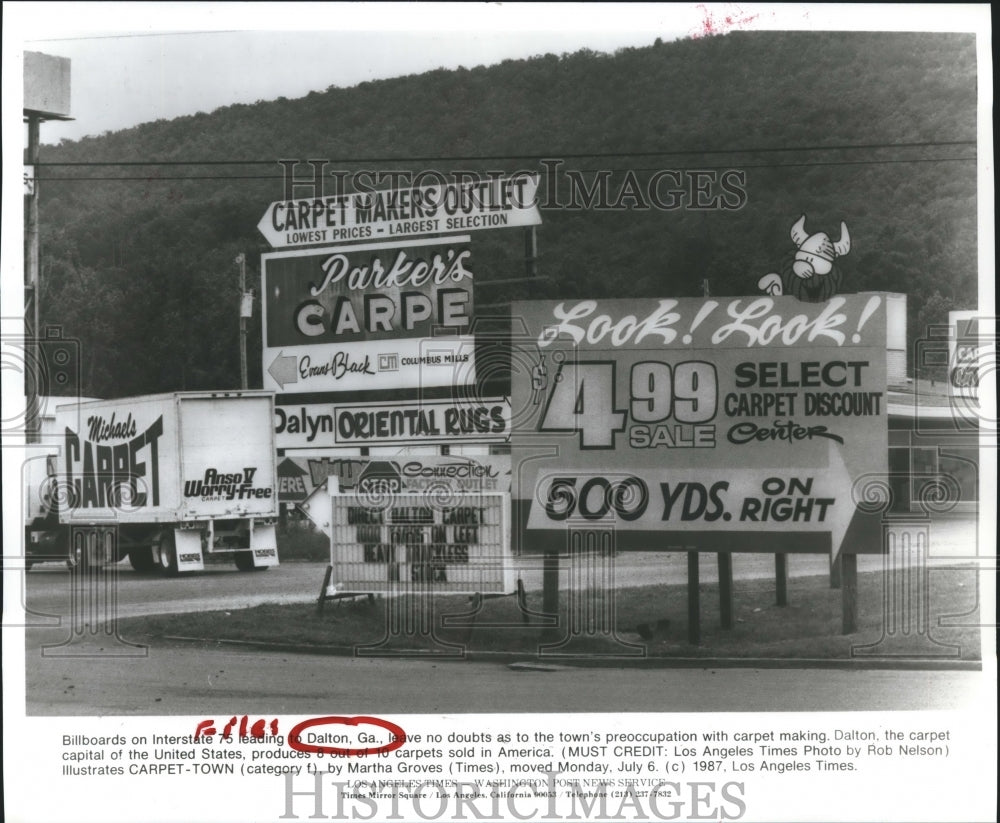 HISTORIC IMAGES
CARPET MAKERS OUTLET
LOWEST PRICES - LARGEST SELECTION
Parker's
CARPE
Evans Black CM COLUMBUS MILLS
Dalyn ORIENTAL RUGS
Connection
STOP
DIRECT DALTON CARPET
Look! Look!
$4.99
SALE
SELECT
CARPET DISCOUNT
Center
500 YDS. ON
RIGHT
Michaels
CARPET
Anso V
Worry-Free
CARPET
Files
Billboards on Interstate 75 leading to Dalton, Ga., leave no doubts as to the town's preoccupation with carpet making. Dalton, the carpet
capital of the United States, produces 8 out of 10 carpets sold in America. (MUST CREDIT: Los Angeles Times Photo by Rob Nelson)
Illustrates CARPET-TOWN (category f), by Martha Groves (Times), moved Monday, July 6. (c) 1987, Los Angeles Times.
LOS ANGELES TIMES — WASHINGTON POST NEWS SERVICE
Times Mirror Square / Los Angeles, California 90053 / Telephone (213) 237-7832
HISTORIC IMAGES